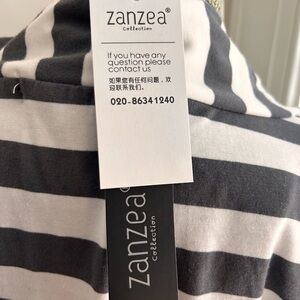 zanzea®
Collection
If you have any
question please
contact us
如果您有任何问题，欢
迎联系我们。
020-86341240
zanzea®
Collection